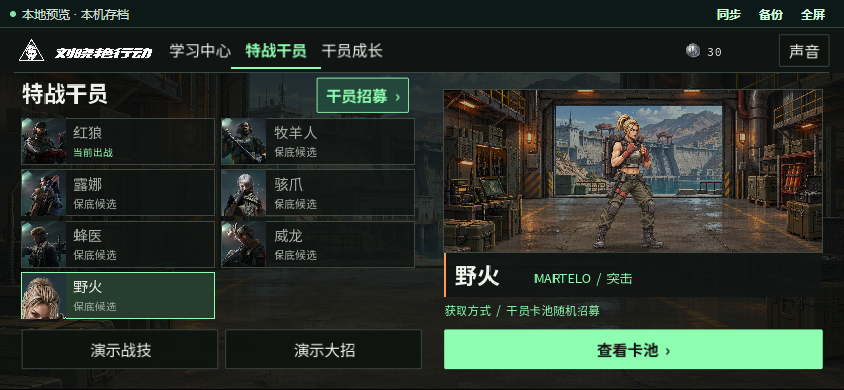 本地预览 · 本机存档
同步 备份 全屏
刘晓艳行动 学习中心 特战干员 干员成长 30 声音
特战干员 干员招募 ›
红狼
当前出战
牧羊人
保底候选
露娜
保底候选
骇爪
保底候选
蜂医
保底候选
威龙
保底候选
野火
保底候选
演示战技 演示大招
野火 MARTELO / 突击
获取方式 / 干员卡池随机招募
查看卡池 ›